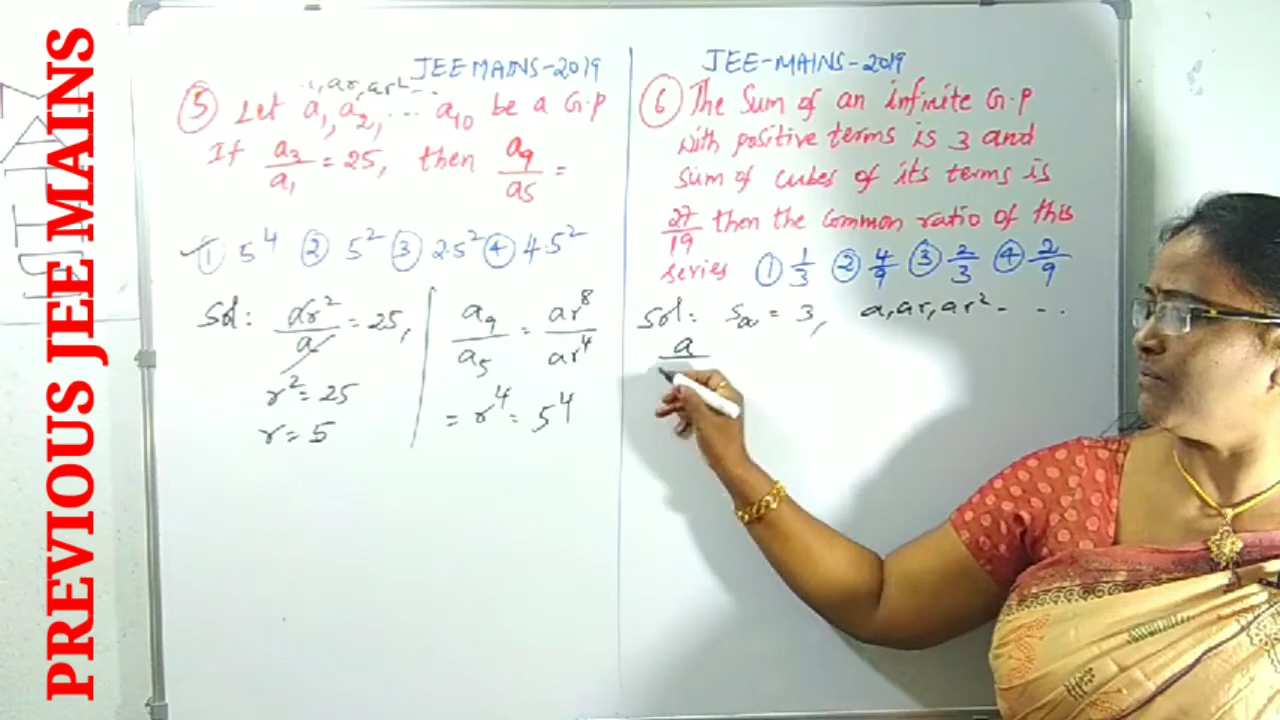 PREVIOUS JEE MAINS
JEE MAINS-2019
, ar, ar² - ..
⑤ Let a₁, a₂, ... a₁₀ be a G.P
If a₃/a₁ = 25, then a₉/a₅ =
① 5⁴ ② 5² ③ 2.5² ④ 4.5²
Sol: ar²/a = 25,
r² = 25
r = 5
a₉/a₅ = ar⁸/ar⁴
= r⁴ = 5⁴
JEE-MAINS-2019
⑥ The Sum of an infinite G.P
with positive terms is 3 and
sum of cubes of its terms is
27/19 then the common ratio of this
series ① 1/3 ② 4/9 ③ 2/3 ④ 2/9
Sol: S∞ = 3, a, ar, ar² - - ..
a